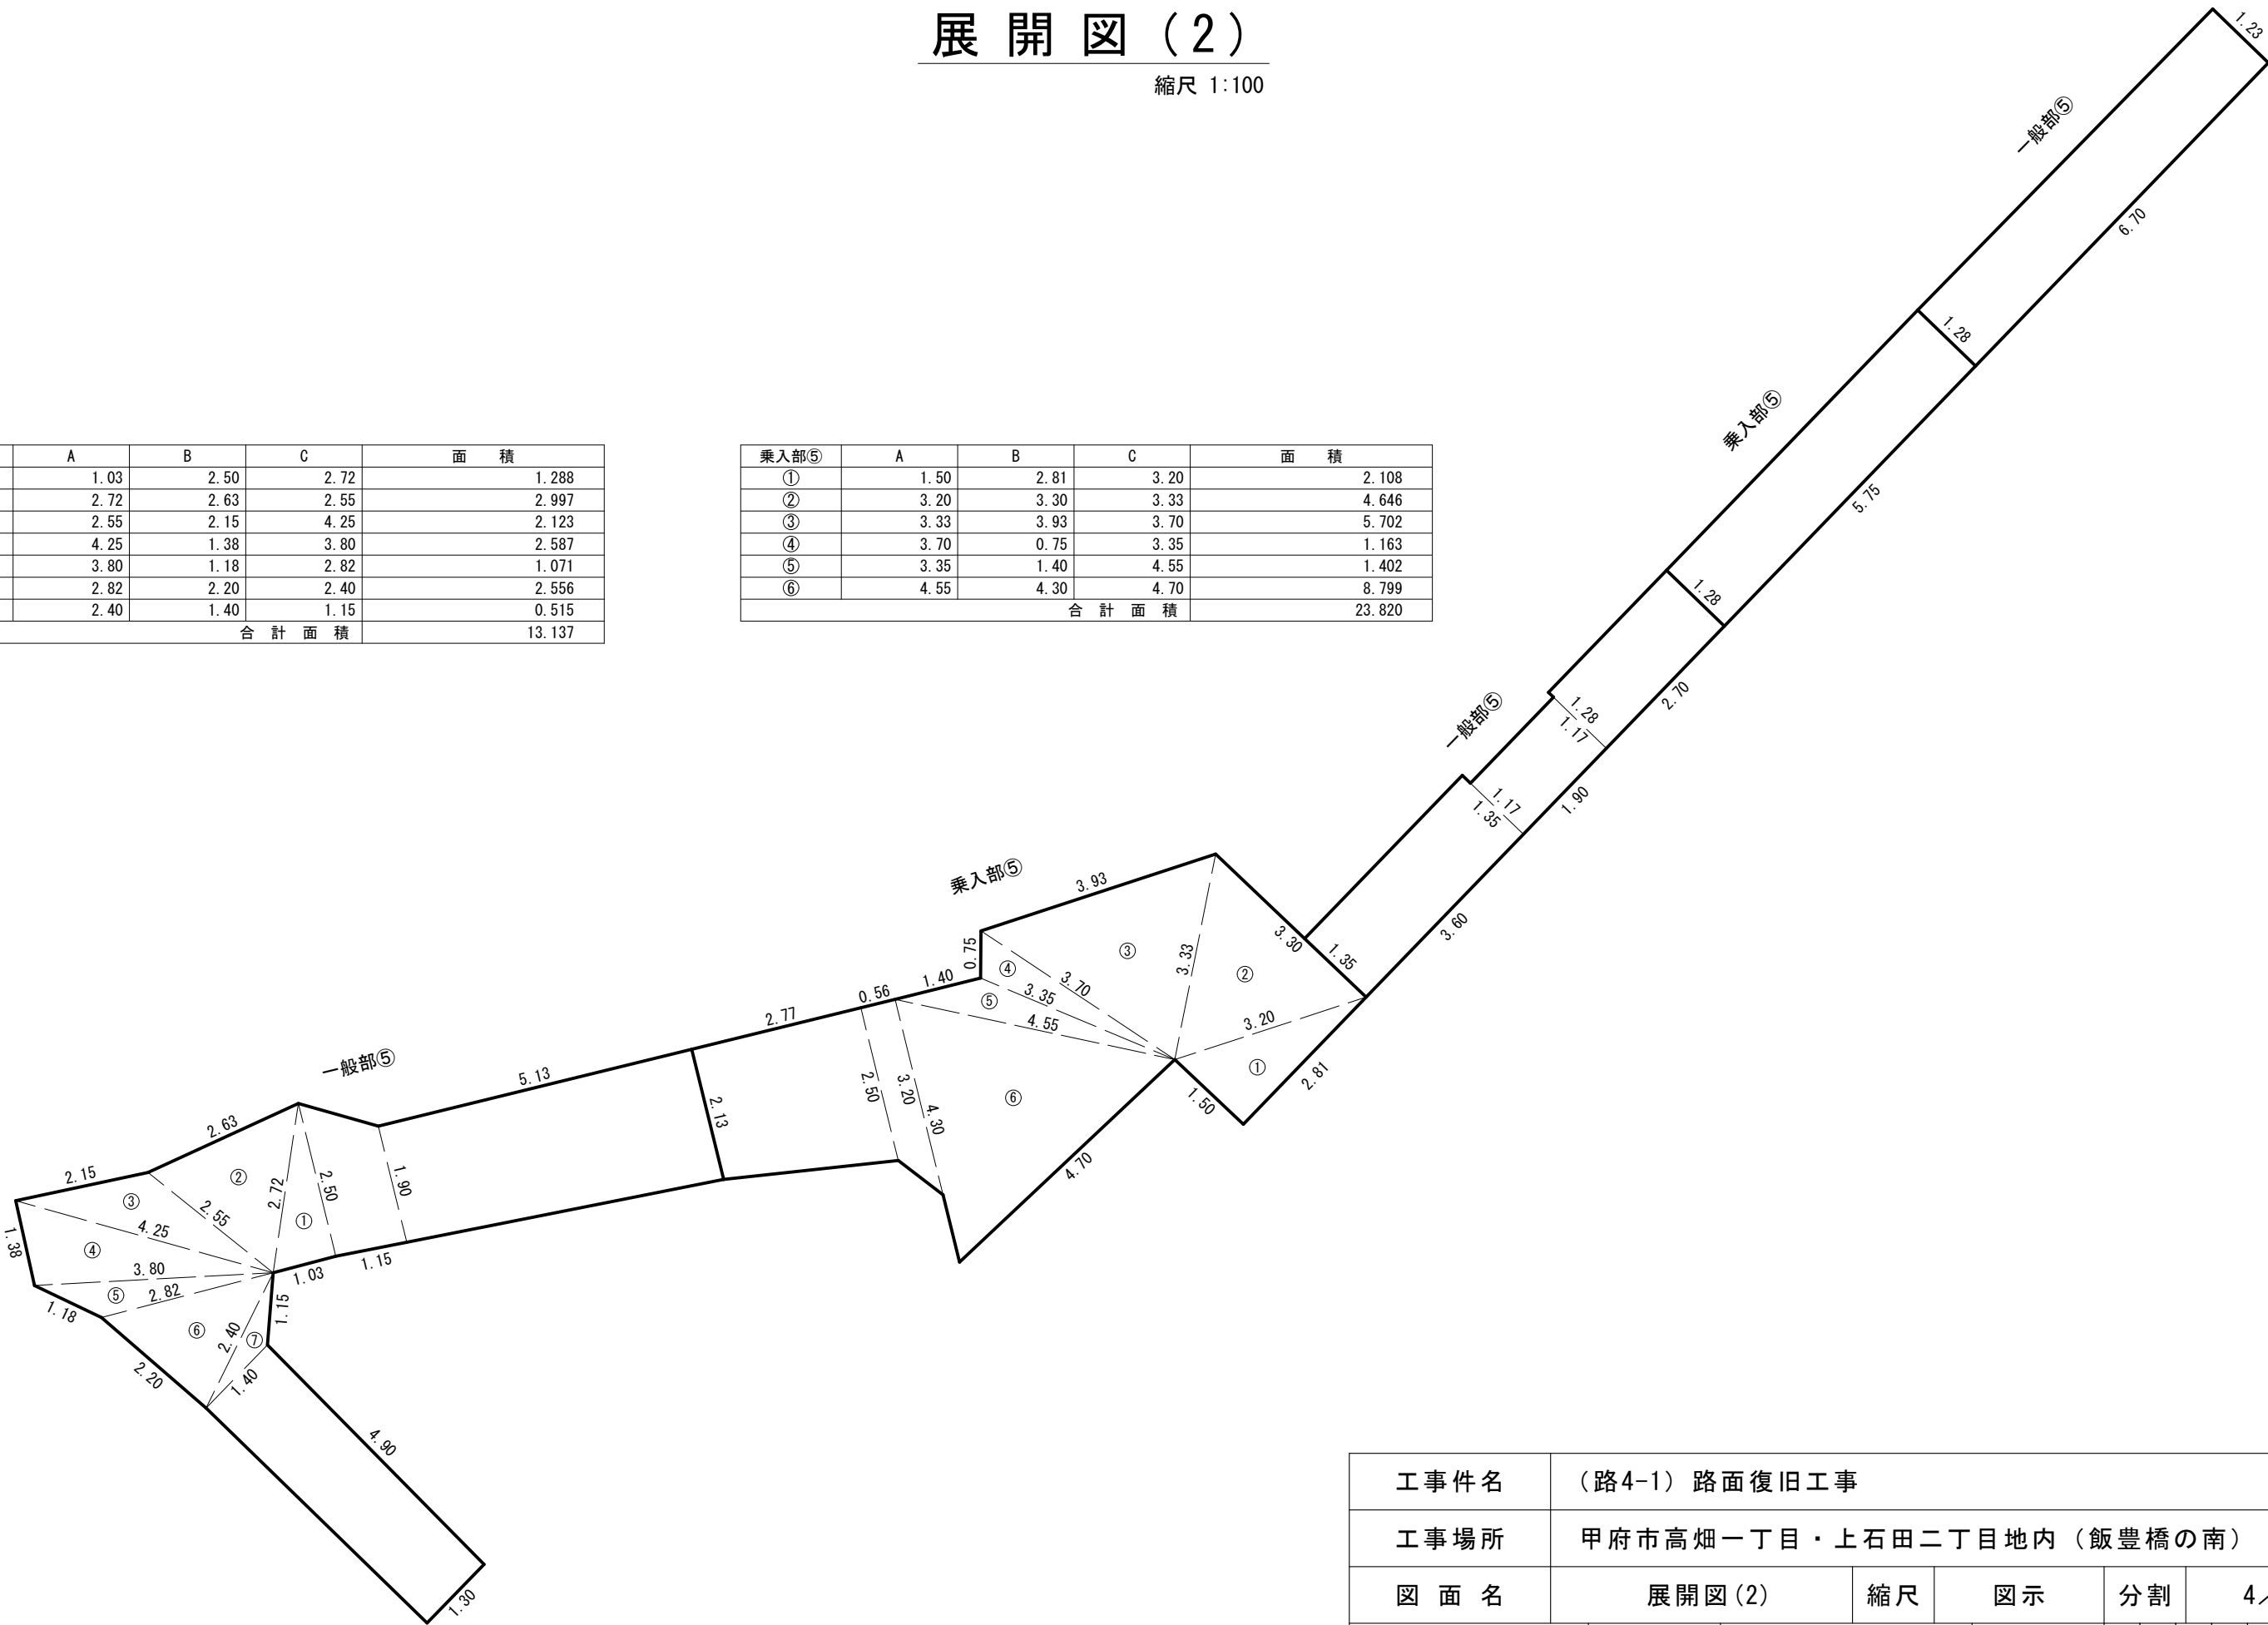 展開図(2)
縮尺 1:100
A B C 面積
1.03 2.50 2.72 1.288
2.72 2.63 2.55 2.997
2.55 2.15 4.25 2.123
4.25 1.38 3.80 2.587
3.80 1.18 2.82 1.071
2.82 2.20 2.40 2.556
2.40 1.40 1.15 0.515
合計面積 13.137
乗入部⑤ A B C 面積
① 1.50 2.81 3.20 2.108
② 3.20 3.30 3.33 4.646
③ 3.33 3.93 3.70 5.702
④ 3.70 0.75 3.35 1.163
⑤ 3.35 1.40 4.55 1.402
⑥ 4.55 4.30 4.70 8.799
合計面積 23.820
1.23
一般部⑤
6.70
1.28
乗入部⑤
5.75
1.28
2.70
一般部⑤
1.28
1.17
1.90
1.17
1.35
3.60
乗入部⑤
3.93
3.30
1.35
0.75
③
3.33
②
④
3.70
1.40
3.35
⑤
0.56
4.55
3.20
2.77
①
2.81
1.50
⑥
2.50
3.20
4.30
4.70
一般部⑤
5.13
2.13
2.63
2.15
②
2.72
2.50
1.90
③
2.55
①
4.25
1.38
④
3.80
1.03
1.15
⑤
2.82
1.18
1.15
⑥
2.40
⑦
2.20
1.40
4.90
1.30
工事件名 (路4-1)路面復旧工事
工事場所 甲府市高畑一丁目・上石田二丁目地内(飯豊橋の南)
図面名 展開図(2) 縮尺 図示 分割 4/